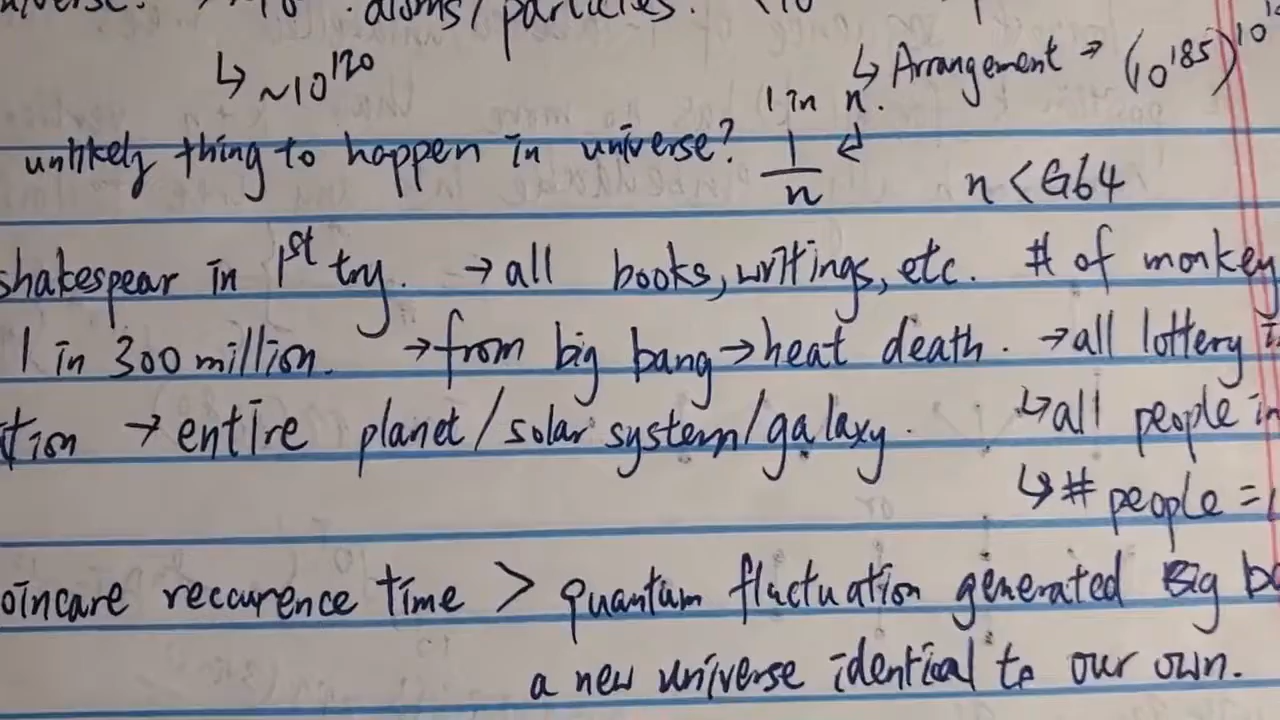 atoms/particles.
↳ ~10^120 ↳ Arrangement → (10^185)^10
1 in n.
unlikely thing to happen in universe? 1/n n < G64
shakespear in 1st try. → all books, writings, etc. # of monkey
1 in 300 million. → from big bang → heat death. → all lottery
tion → entire planet/solar system/galaxy. ↳ all people in
↳ # people =
oincare recurence time > quantum fluctuation generated Big
a new universe identical to our own.